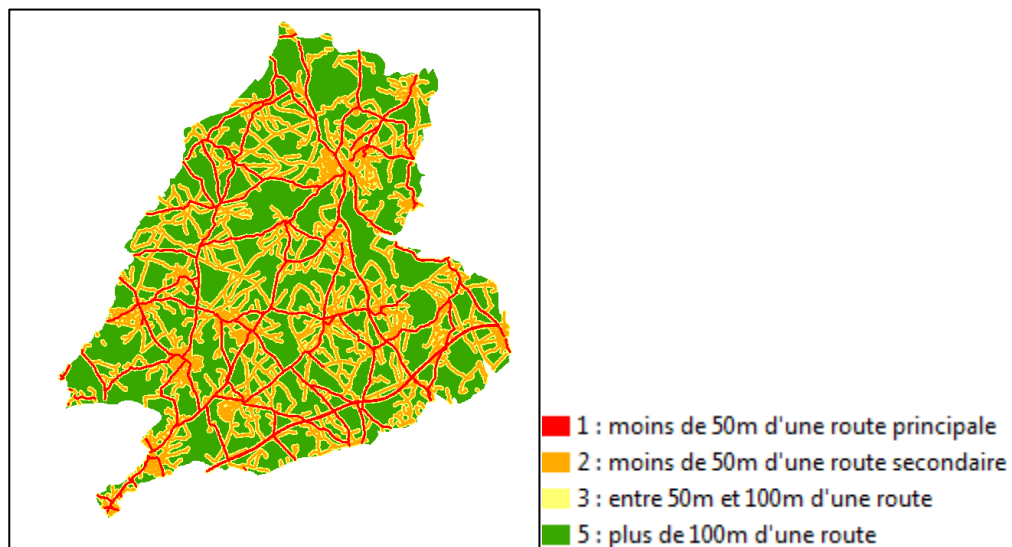 1 : moins de 50m d'une route principale
2 : moins de 50m d'une route secondaire
3 : entre 50m et 100m d'une route
5 : plus de 100m d'une route